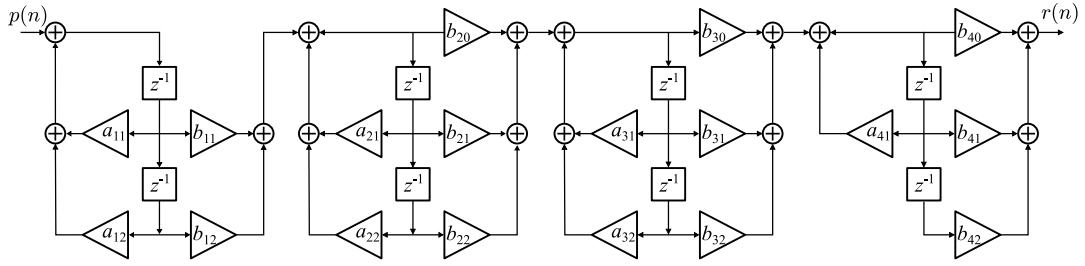 p(n) r(n)
b₂₀ b₃₀ b₄₀
z⁻¹ z⁻¹ z⁻¹ z⁻¹
a₁₁ b₁₁ a₂₁ b₂₁ a₃₁ b₃₁ a₄₁ b₄₁
z⁻¹ z⁻¹ z⁻¹ z⁻¹
a₁₂ b₁₂ a₂₂ b₂₂ a₃₂ b₃₂ b₄₂